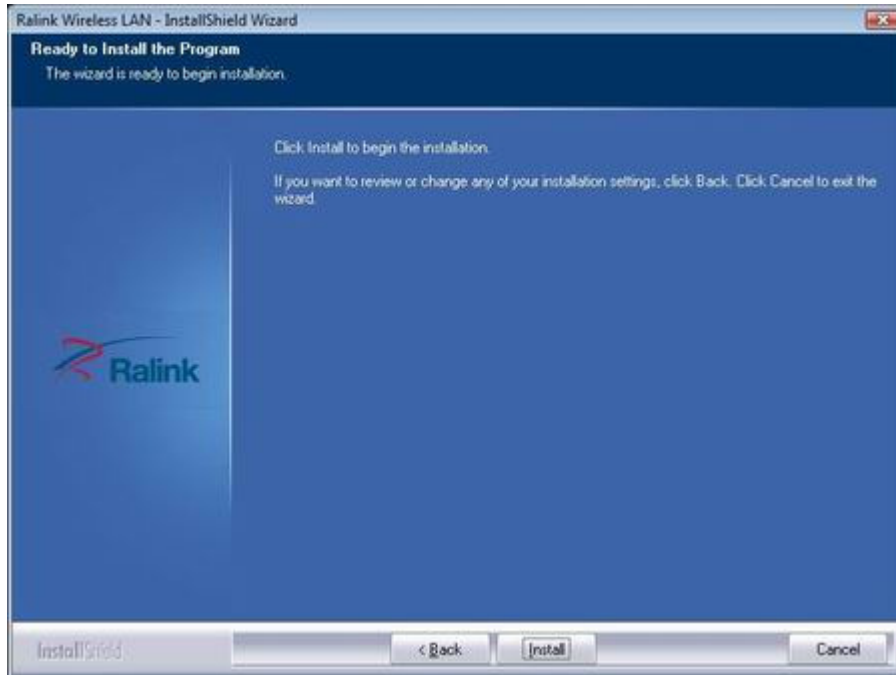 Ralink Wireless LAN - InstallShield Wizard
Ready to Install the Program
The wizard is ready to begin installation.
Click Install to begin the installation.
If you want to review or change any of your installation settings, click Back. Click Cancel to exit the
wizard.
Ralink
InstallShield
< Back
Install
Cancel